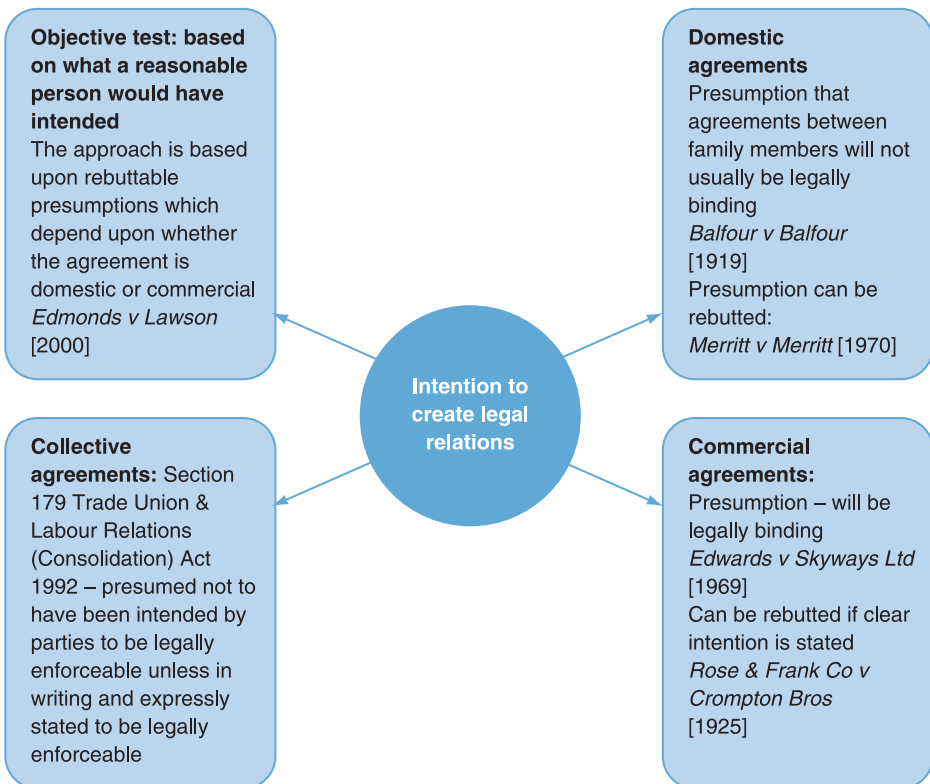 Objective test: based
on what a reasonable
person would have
intended
The approach is based
upon rebuttable
presumptions which
depend upon whether
the agreement is
domestic or commercial
Edmonds v Lawson
[2000]
Domestic
agreements
Presumption that
agreements between
family members will not
usually be legally
binding
Balfour v Balfour
[1919]
Presumption can be
rebutted:
Merritt v Merritt [1970]
Intention to
create legal
relations
Collective
agreements: Section
179 Trade Union &
Labour Relations
(Consolidation) Act
1992 – presumed not to
have been intended by
parties to be legally
enforceable unless in
writing and expressly
stated to be legally
enforceable
Commercial
agreements:
Presumption – will be
legally binding
Edwards v Skyways Ltd
[1969]
Can be rebutted if clear
intention is stated
Rose & Frank Co v
Crompton Bros
[1925]